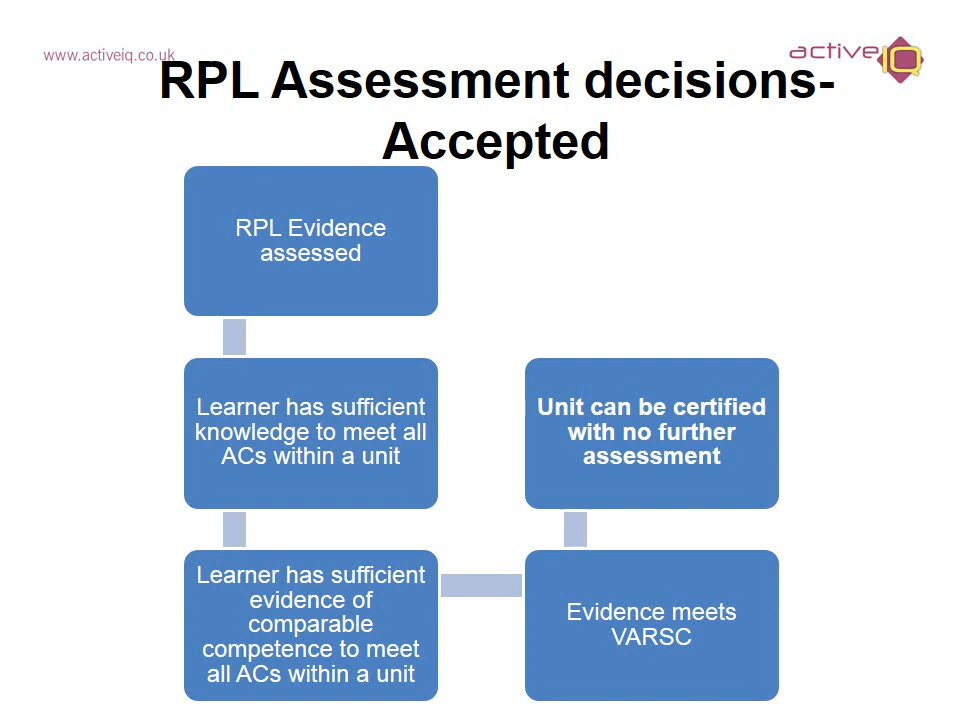 www.activeiq.co.uk
active IQ
RPL Assessment decisions-
Accepted
RPL Evidence
assessed
Learner has sufficient
knowledge to meet all
ACs within a unit
Learner has sufficient
evidence of
comparable
competence to meet
all ACs within a unit
Evidence meets
VARSC
Unit can be certified
with no further
assessment